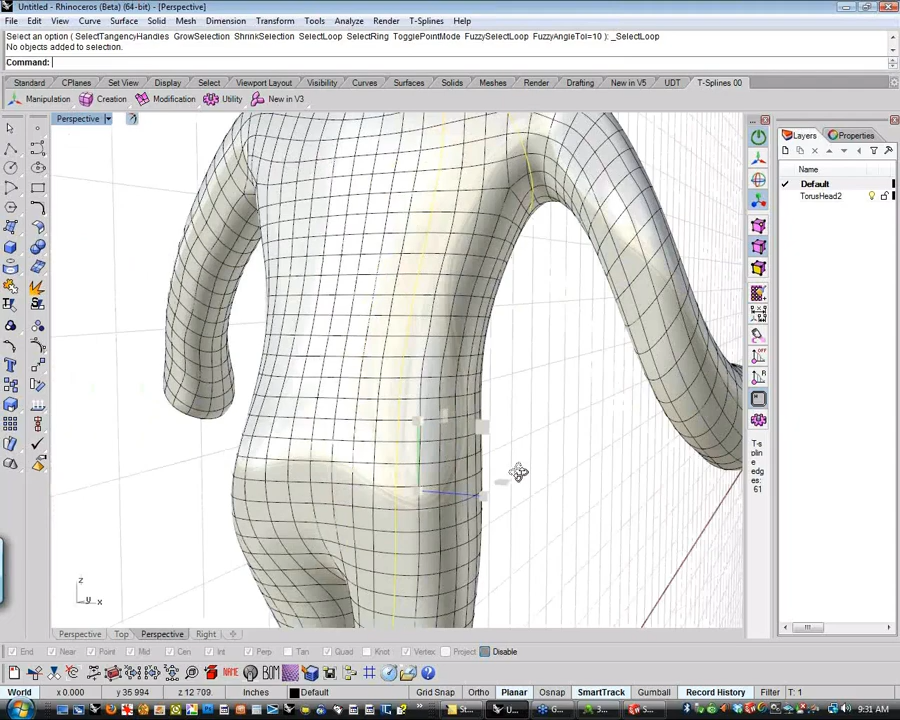 Untitled - Rhinoceros (Beta) (64-bit) - [Perspective]
File Edit View Curve Surface Solid Mesh Dimension Transform Tools Analyze Render T-Splines Help
Select an option ( SelectTangencyHandles GrowSelection ShrinkSelection SelectLoop SelectRing TogglePointMode FuzzySelectLoop FuzzyAngleTol=10 ): _SelectLoop
No objects added to selection.
Command:
Standard CPlanes Set View Display Select Viewport Layout Visibility Curves Surfaces Solids Meshes Render Drafting New in V5 UDT T-Splines 00
Manipulation Creation Modification Utility New in V3
Perspective
Layers Properties
Name
Default
TorusHead2
T-s
plin
e
edg
es:
61
z
y x
Perspective Top Perspective Right
End Near Point Mid Cen Int Perp Tan Quad Knot Vertex Project Disable
World x 0.000 y 35.994 z 12.709 Inches Default Grid Snap Ortho Planar Osnap SmartTrack Gumball Record History Filter T: 1
9:31 AM